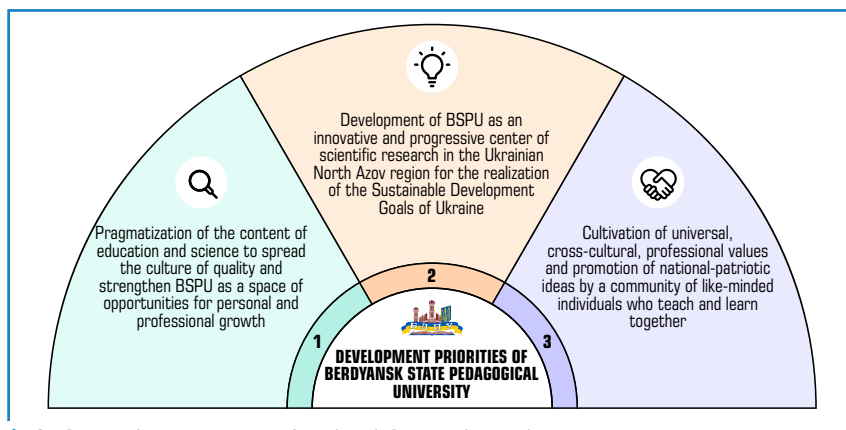 Development of BSPU as an
innovative and progressive center of
scientific research in the Ukrainian
North Azov region for the realization
of the Sustainable Development
Goals of Ukraine
Pragmatization of the content of
education and science to spread
the culture of quality and
strengthen BSPU as a space of
opportunities for personal and
professional growth
Cultivation of universal,
cross-cultural, professional values
and promotion of national-patriotic
ideas by a community of like-minded
individuals who teach and learn
together
1
2
3
DEVELOPMENT PRIORITIES OF
BERDYANSK STATE PEDAGOGICAL
UNIVERSITY